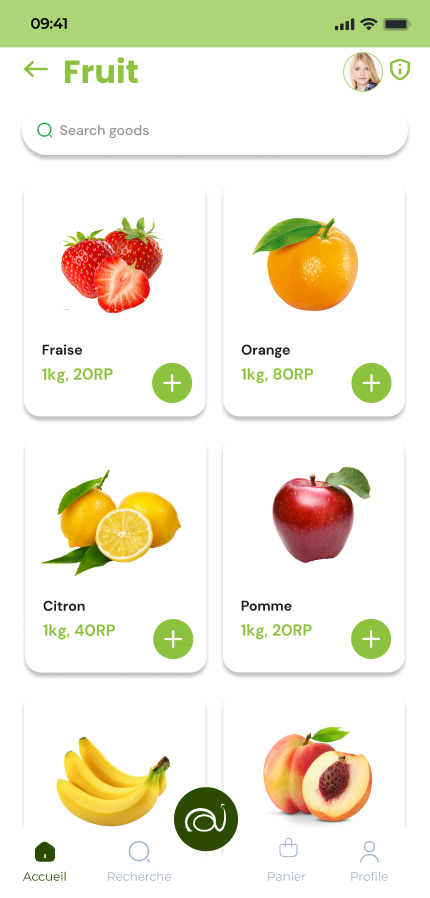 09:41
Fruit
Search goods
Fraise
1kg, 20RP
Orange
1kg, 80RP
Citron
1kg, 40RP
Pomme
1kg, 20RP
Accueil
Recherche
Panier
Profile